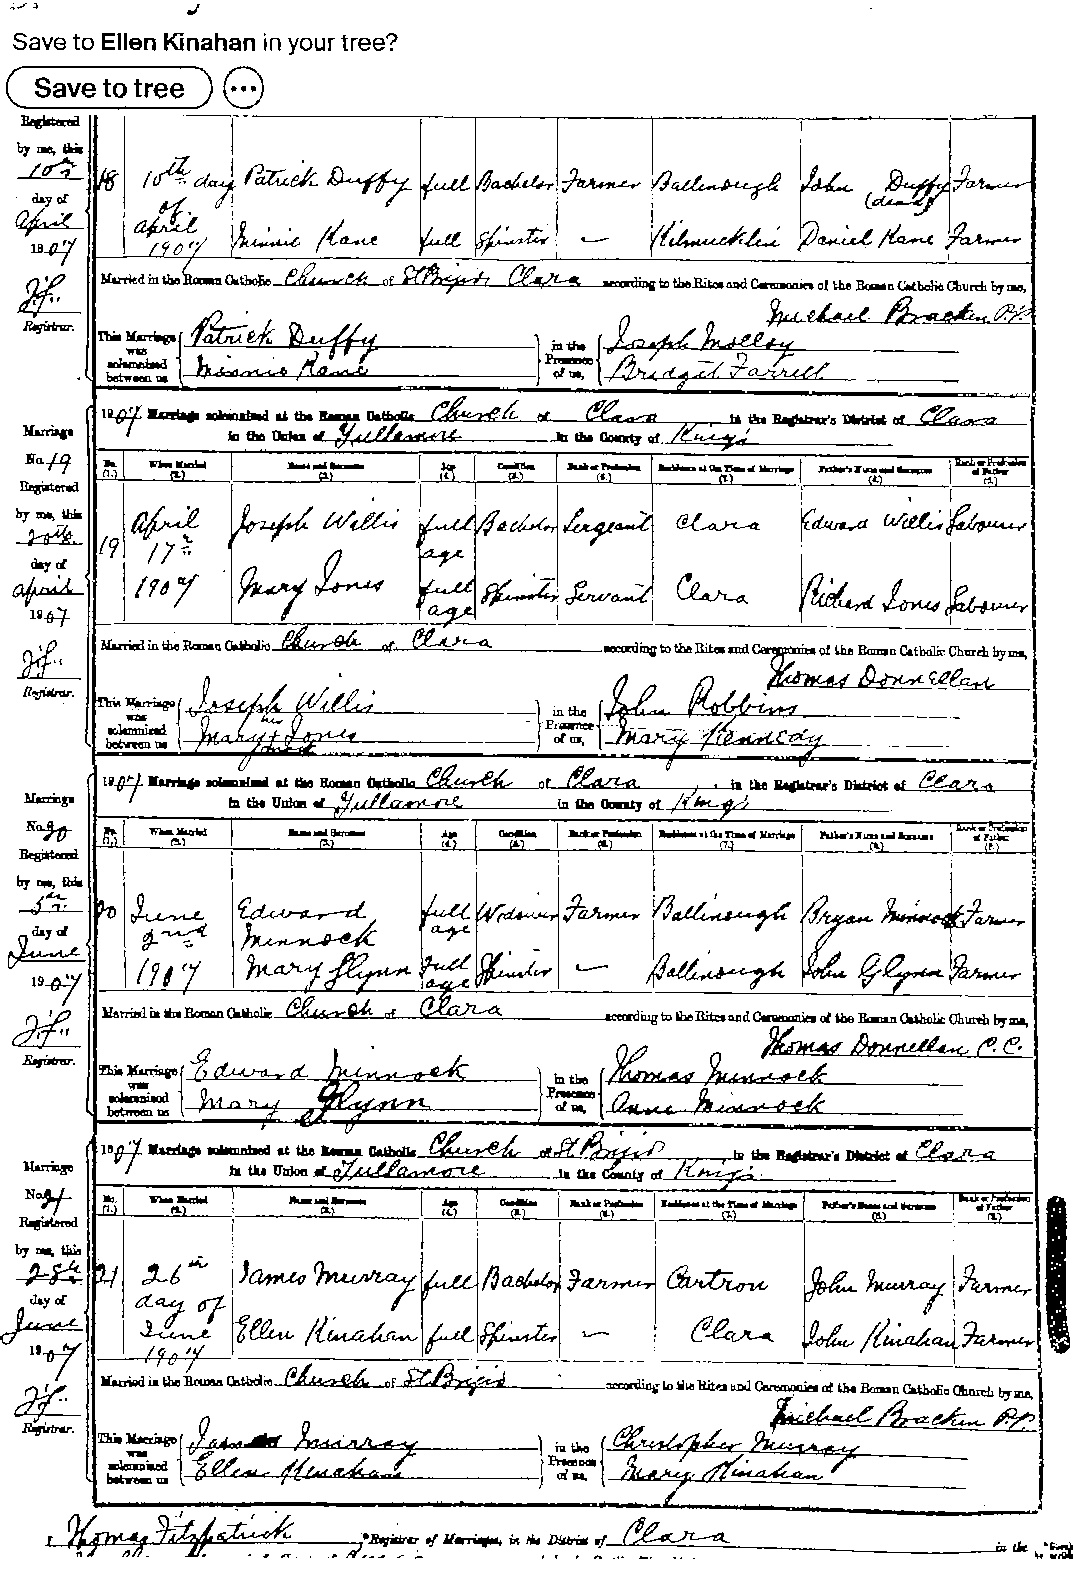 Save to Ellen Kinahan in your tree?
Save to tree
Registered
by me, this
10th
day of
April
1907
J.F.
Registrar.
18 10th day Patrick Duffy full Bachelor Farmer Ballinough John Duffy Farmer
of (dead)
April
1907 Minnie Kane full Spinster — Kilmucklin Daniel Kane Farmer
Married in the Roman Catholic Church of St Brigid Clara according to the Rites and Ceremonies of the Roman Catholic Church by me,
Michael Bracken P.P.
This Marriage was solemnized between us Patrick Duffy in the Presence of us, Joseph Molloy
Minnie Kane Bridget Farrell
1907 Marriage solemnized at the Roman Catholic Church of Clara in the Registrar's District of Clara
in the Union of Tullamore in the County of King's
Marriage
No. 19
Registered
by me, this
20th
day of
April
1907
J.F.
Registrar.
No. When Married Name and Surname Age Condition Rank or Profession Residence at the Time of Marriage Father's Name and Surname Rank or Profession of Father
(1.) (2.) (3.) (4.) (5.) (6.) (7.) (8.) (9.)
19 April Joseph Willis full Bachelor Sergeant Clara Edward Willis Labourer
17th age
1907 Mary Jones full Spinster Servant Clara Richard Jones Labourer
age
Married in the Roman Catholic Church of Clara according to the Rites and Ceremonies of the Roman Catholic Church by me,
Thomas Donnellan
This Marriage was solemnized between us Joseph Willis in the Presence of us, John Robbins
her
Mary x Jones Mary Kennedy
mark
1907 Marriage solemnized at the Roman Catholic Church of Clara in the Registrar's District of Clara
in the Union of Tullamore in the County of King's
Marriage
No. 20
Registered
by me, this
5th
day of
June
1907
J.F.
Registrar.
No. When Married Name and Surname Age Condition Rank or Profession Residence at the Time of Marriage Father's Name and Surname Rank or Profession of Father
(1.) (2.) (3.) (4.) (5.) (6.) (7.) (8.) (9.)
20 June Edward full Widower Farmer Ballinough Bryan Minnock Farmer
2nd Minnock age
1907 Mary Glynn Full Spinster — Ballinough John Glynn Farmer
age
Married in the Roman Catholic Church of Clara according to the Rites and Ceremonies of the Roman Catholic Church by me,
Thomas Donnellan C.C.
This Marriage was solemnized between us Edward Minnock in the Presence of us, Thomas Minnock
Mary Glynn Anne Minnock
1907 Marriage solemnized at the Roman Catholic Church of St Brigid in the Registrar's District of Clara
in the Union of Tullamore in the County of King's
Marriage
No. 21
Registered
by me, this
28th
day of
June
1907
J.F.
Registrar.
No. When Married Name and Surname Age Condition Rank or Profession Residence at the Time of Marriage Father's Name and Surname Rank or Profession of Father
(1.) (2.) (3.) (4.) (5.) (6.) (7.) (8.) (9.)
21 26th James Murray full Bachelor Farmer Cartron John Murray Farmer
day of
June Ellen Kinahan full Spinster — Clara John Kinahan Farmer
1907
Married in the Roman Catholic Church of St Brigid according to the Rites and Ceremonies of the Roman Catholic Church by me,
Michael Bracken P.P.
This Marriage was solemnized between us James Murray in the Presence of us, Christopher Murray
Ellen Kinahan Mary Kinahan
Thomas Fitzpatrick Registrar of Marriages, in the District of Clara in the